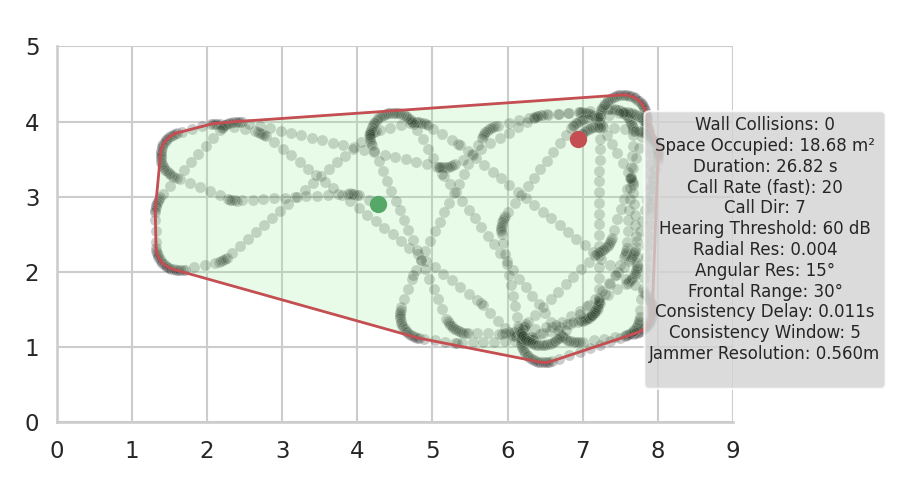 5
4
3
2
1
0
0 1 2 3 4 5 6 7 8 9
Wall Collisions: 0
Space Occupied: 18.68 m²
Duration: 26.82 s
Call Rate (fast): 20
Call Dir: 7
Hearing Threshold: 60 dB
Radial Res: 0.004
Angular Res: 15°
Frontal Range: 30°
Consistency Delay: 0.011s
Consistency Window: 5
Jammer Resolution: 0.560m